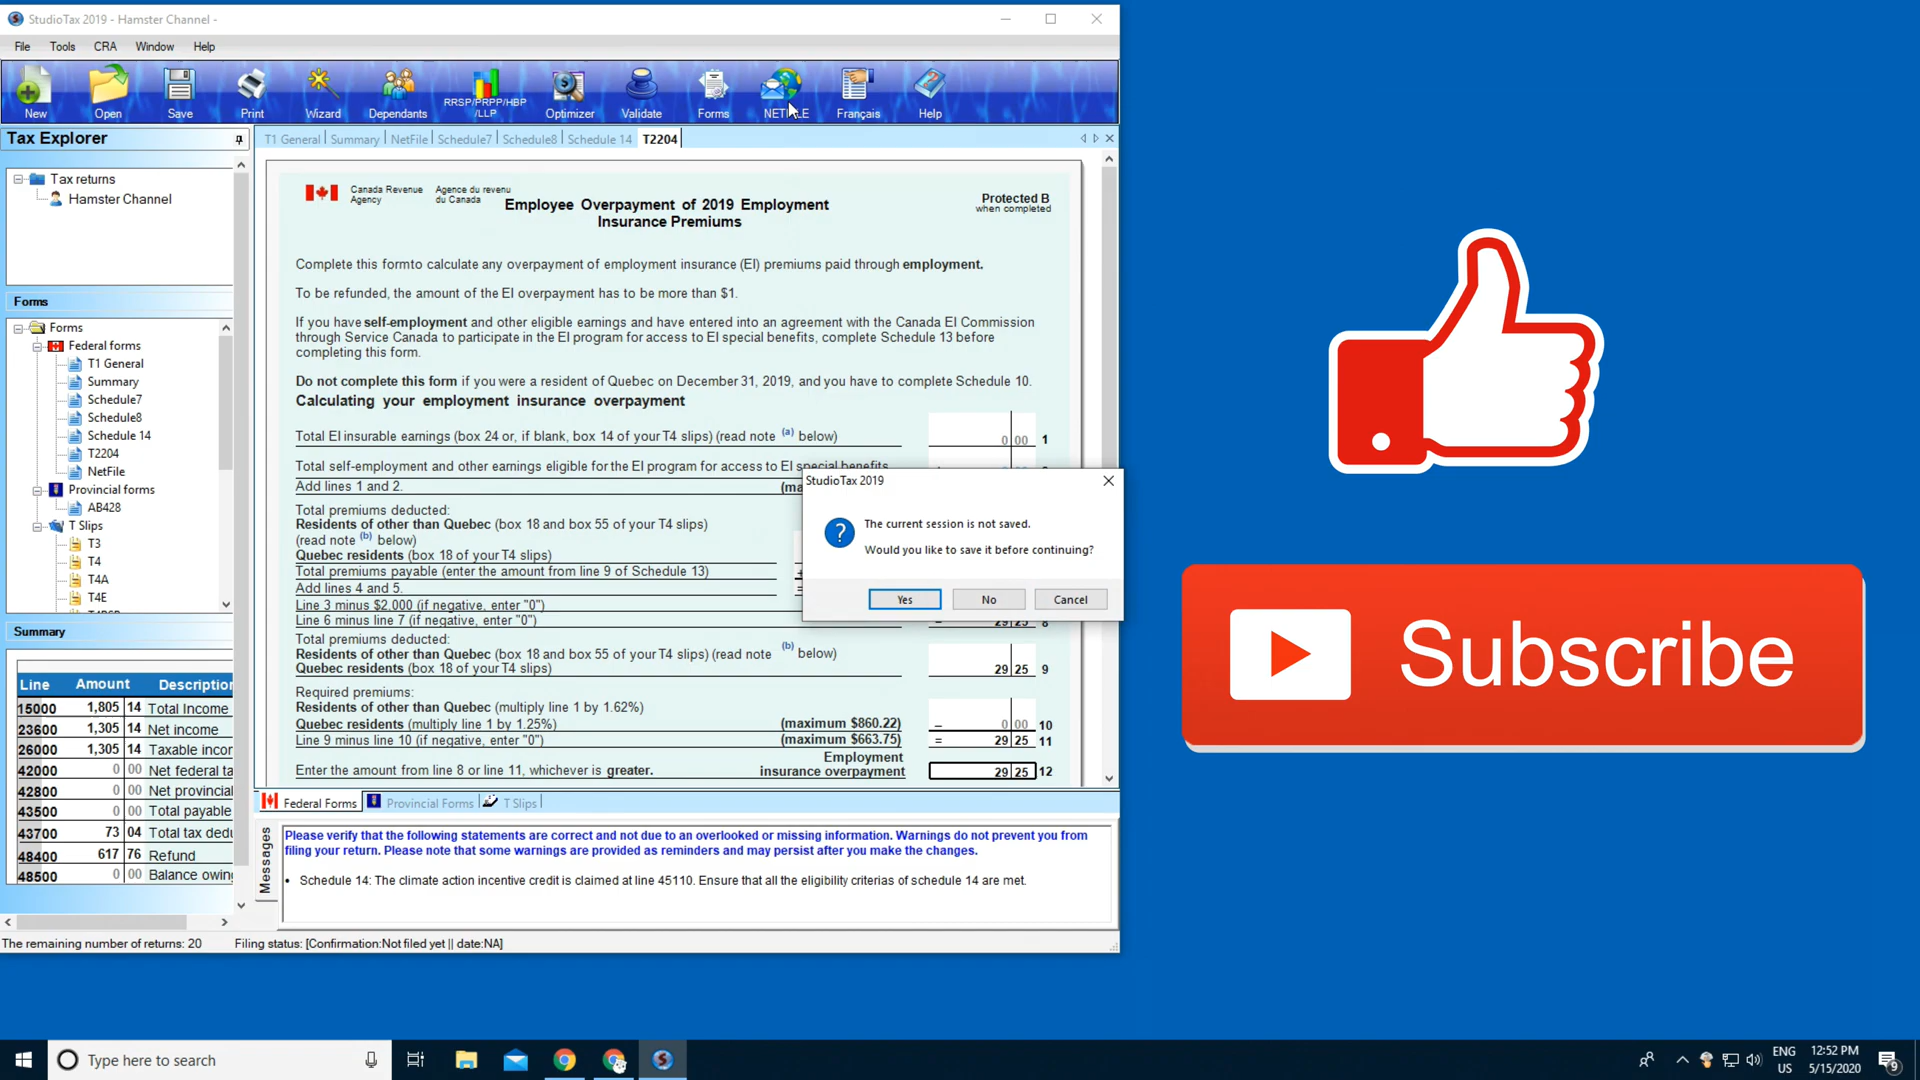 StudioTax 2019 - Hamster Channel -
File Tools CRA Window Help
New Open Save Print Wizard Dependants RRSP/PRPP/HBP/LLP Optimizer Validate Forms NETFILE Français Help
Tax Explorer
T1 General Summary NetFile Schedule7 Schedule8 Schedule 14 T2204
Tax returns
Hamster Channel
Forms
Forms
Federal forms
T1 General
Summary
Schedule7
Schedule8
Schedule 14
T2204
NetFile
Provincial forms
AB428
T Slips
T3
T4
T4A
T4E
Summary
Line Amount Description
15000 1,805 14 Total Income
23600 1,305 14 Net income
26000 1,305 14 Taxable incor
42000 0 00 Net federal ta
42800 0 00 Net provincial
43500 0 00 Total payable
43700 73 04 Total tax dedu
48400 617 76 Refund
48500 0 00 Balance owing
Canada Revenue Agence du revenu
Agency du Canada
Protected B
when completed
Employee Overpayment of 2019 Employment
Insurance Premiums
Complete this form to calculate any overpayment of employment insurance (EI) premiums paid through employment.
To be refunded, the amount of the EI overpayment has to be more than $1.
If you have self-employment and other eligible earnings and have entered into an agreement with the Canada EI Commission
through Service Canada to participate in the EI program for access to EI special benefits, complete Schedule 13 before
completing this form.
Do not complete this form if you were a resident of Quebec on December 31, 2019, and you have to complete Schedule 10.
Calculating your employment insurance overpayment
Total EI insurable earnings (box 24 or, if blank, box 14 of your T4 slips) (read note (a) below) 0 00 1
Total self-employment and other earnings eligible for the EI program for access to EI special benefits
Add lines 1 and 2. (ma
Total premiums deducted:
Residents of other than Quebec (box 18 and box 55 of your T4 slips)
(read note (b) below)
Quebec residents (box 18 of your T4 slips)
Total premiums payable (enter the amount from line 9 of Schedule 13)
Add lines 4 and 5.
Line 3 minus $2,000 (if negative, enter "0")
Line 6 minus line 7 (if negative, enter "0") = 29 25 8
Total premiums deducted:
Residents of other than Quebec (box 18 and box 55 of your T4 slips) (read note (b) below)
Quebec residents (box 18 of your T4 slips) 29 25 9
Required premiums:
Residents of other than Quebec (multiply line 1 by 1.62%)
Quebec residents (multiply line 1 by 1.25%) (maximum $860.22) – 0 00 10
Line 9 minus line 10 (if negative, enter "0") (maximum $663.75) = 29 25 11
Employment
Enter the amount from line 8 or line 11, whichever is greater. insurance overpayment 29 25 12
StudioTax 2019
The current session is not saved.
Would you like to save it before continuing?
Yes No Cancel
Federal Forms Provincial Forms T Slips
Messages
Please verify that the following statements are correct and not due to an overlooked or missing information. Warnings do not prevent you from
filing your return. Please note that some warnings are provided as reminders and may persist after you make the changes.
• Schedule 14: The climate action incentive credit is claimed at line 45110. Ensure that all the eligibility criterias of schedule 14 are met.
The remaining number of returns: 20 Filing status: [Confirmation:Not filed yet || date:NA]
Subscribe
Type here to search
ENG
US
12:52 PM
5/15/2020
9